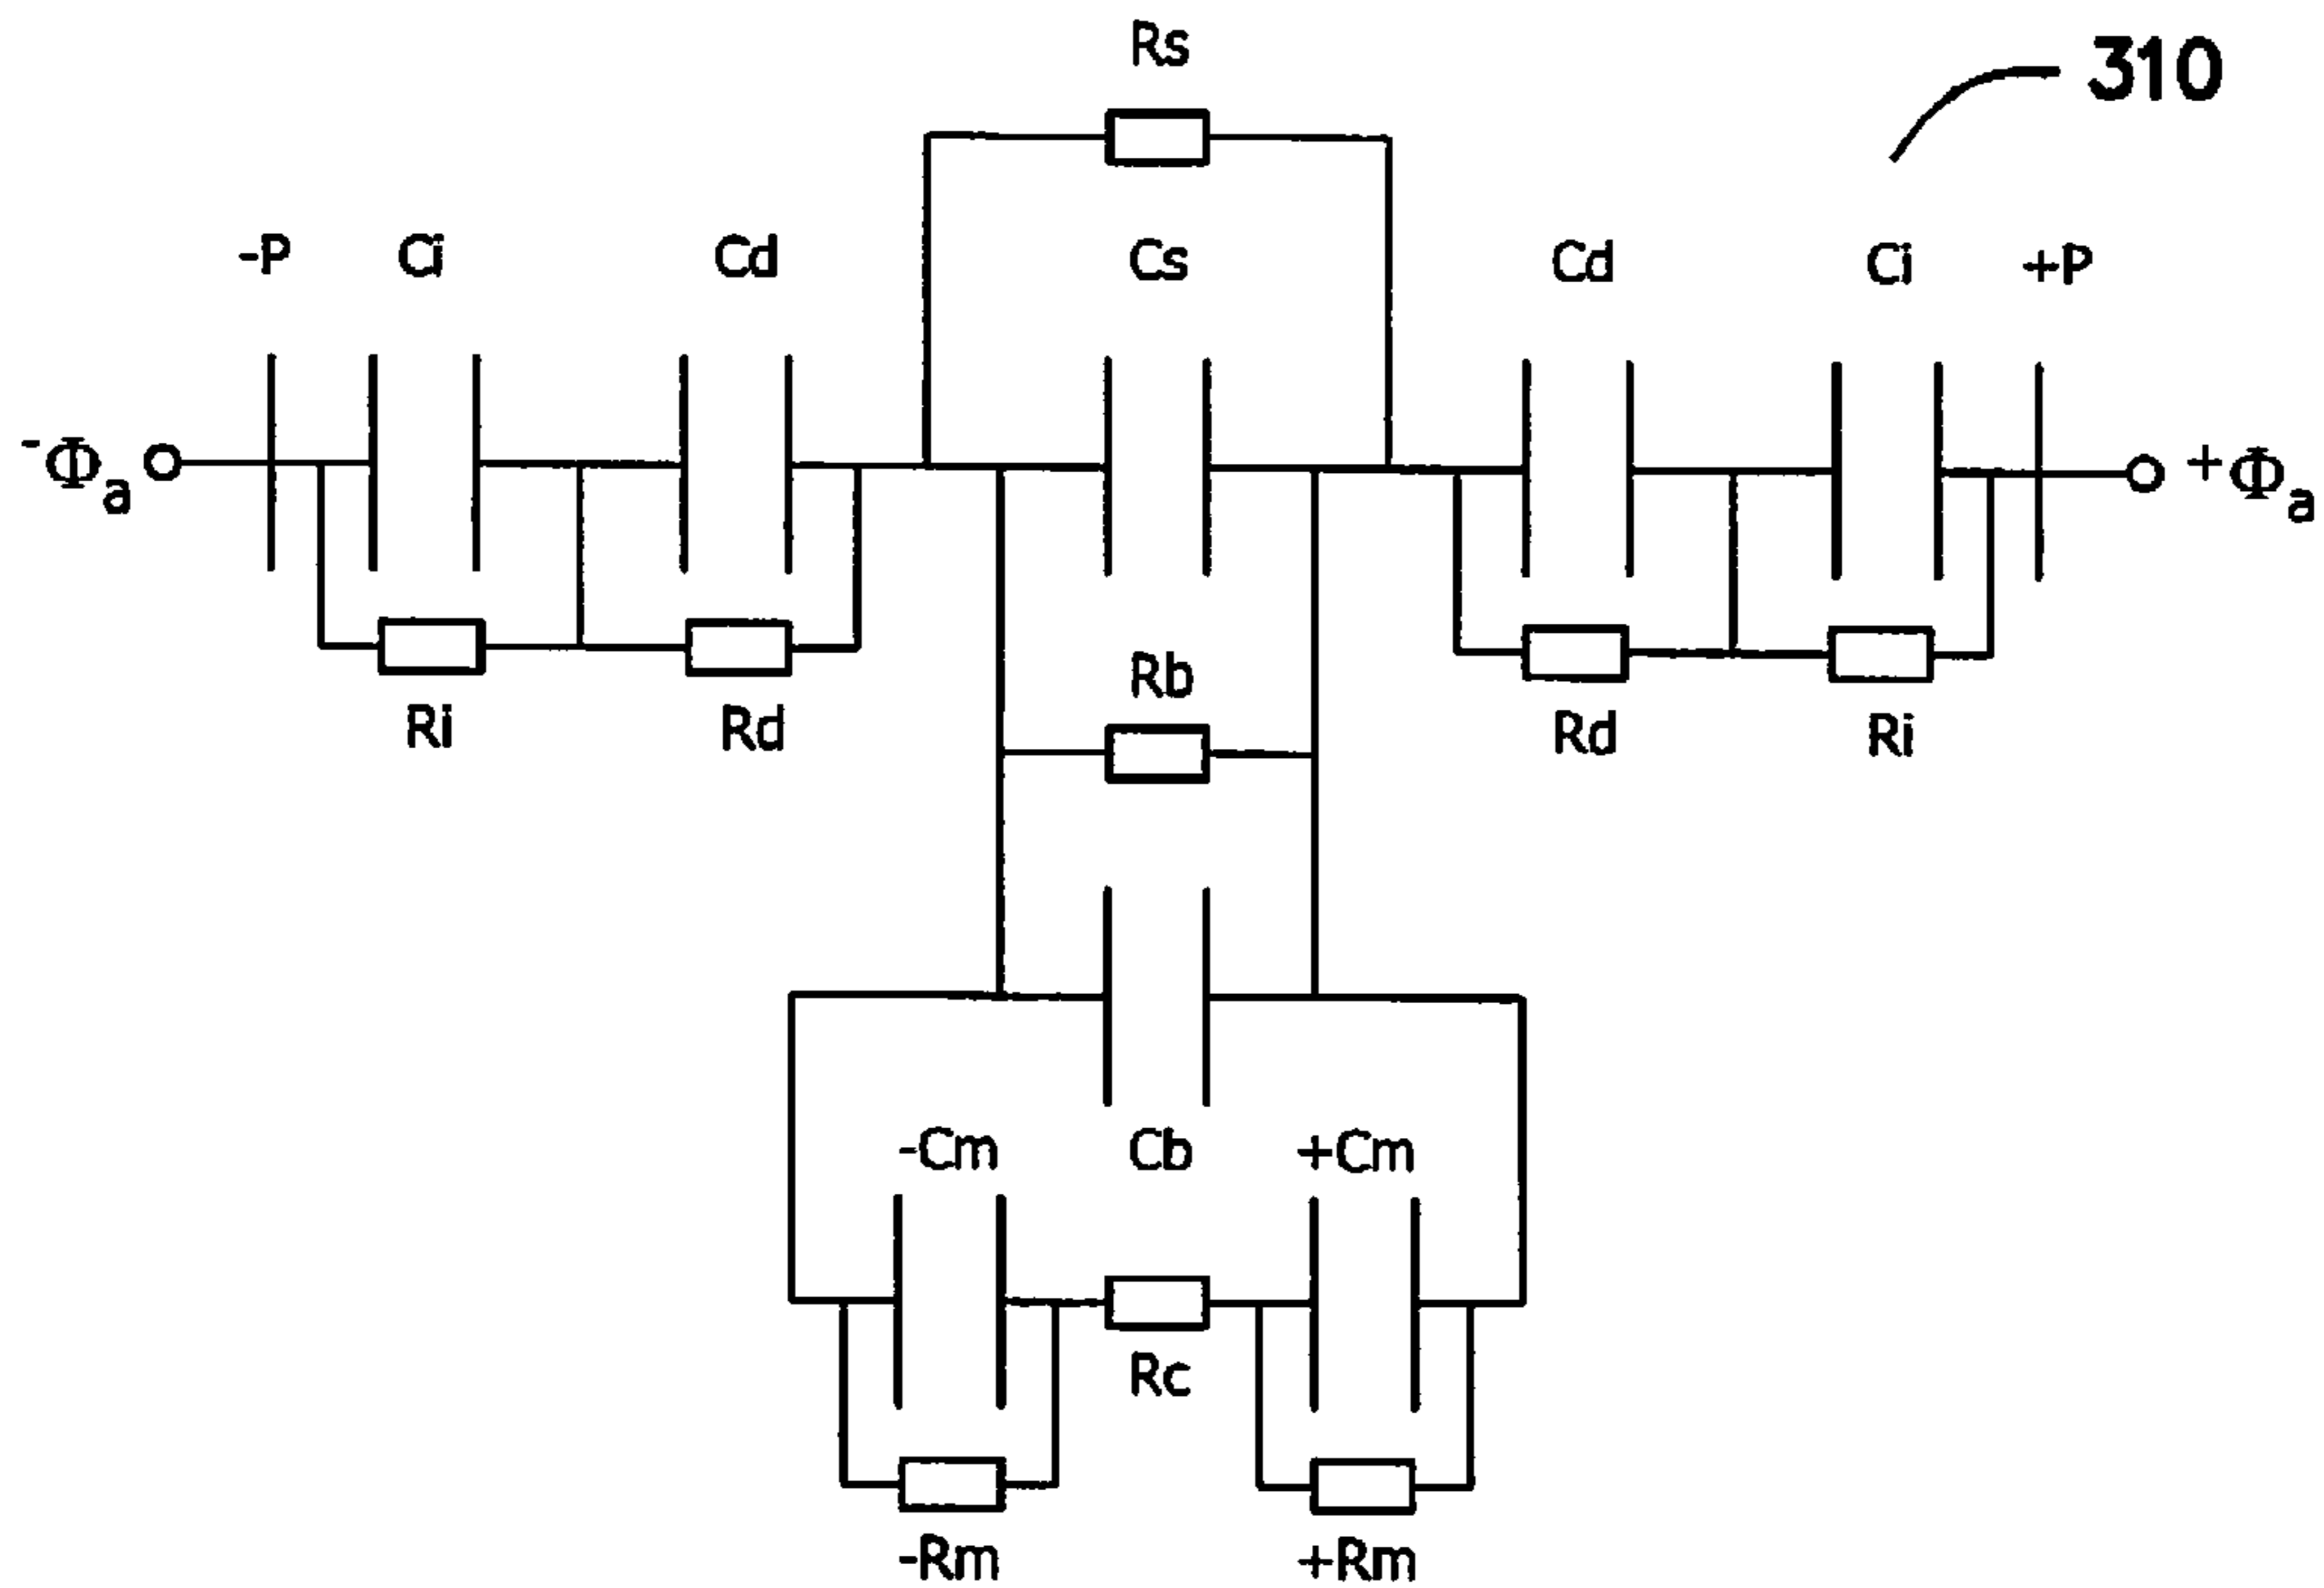 Rs
310
-P Ci Cd Cs Cd Ci +P
-Φa +Φa
Rb
Ri Rd Rd Ri
-Cm Cb +Cm
Rc
-Rm +Rm